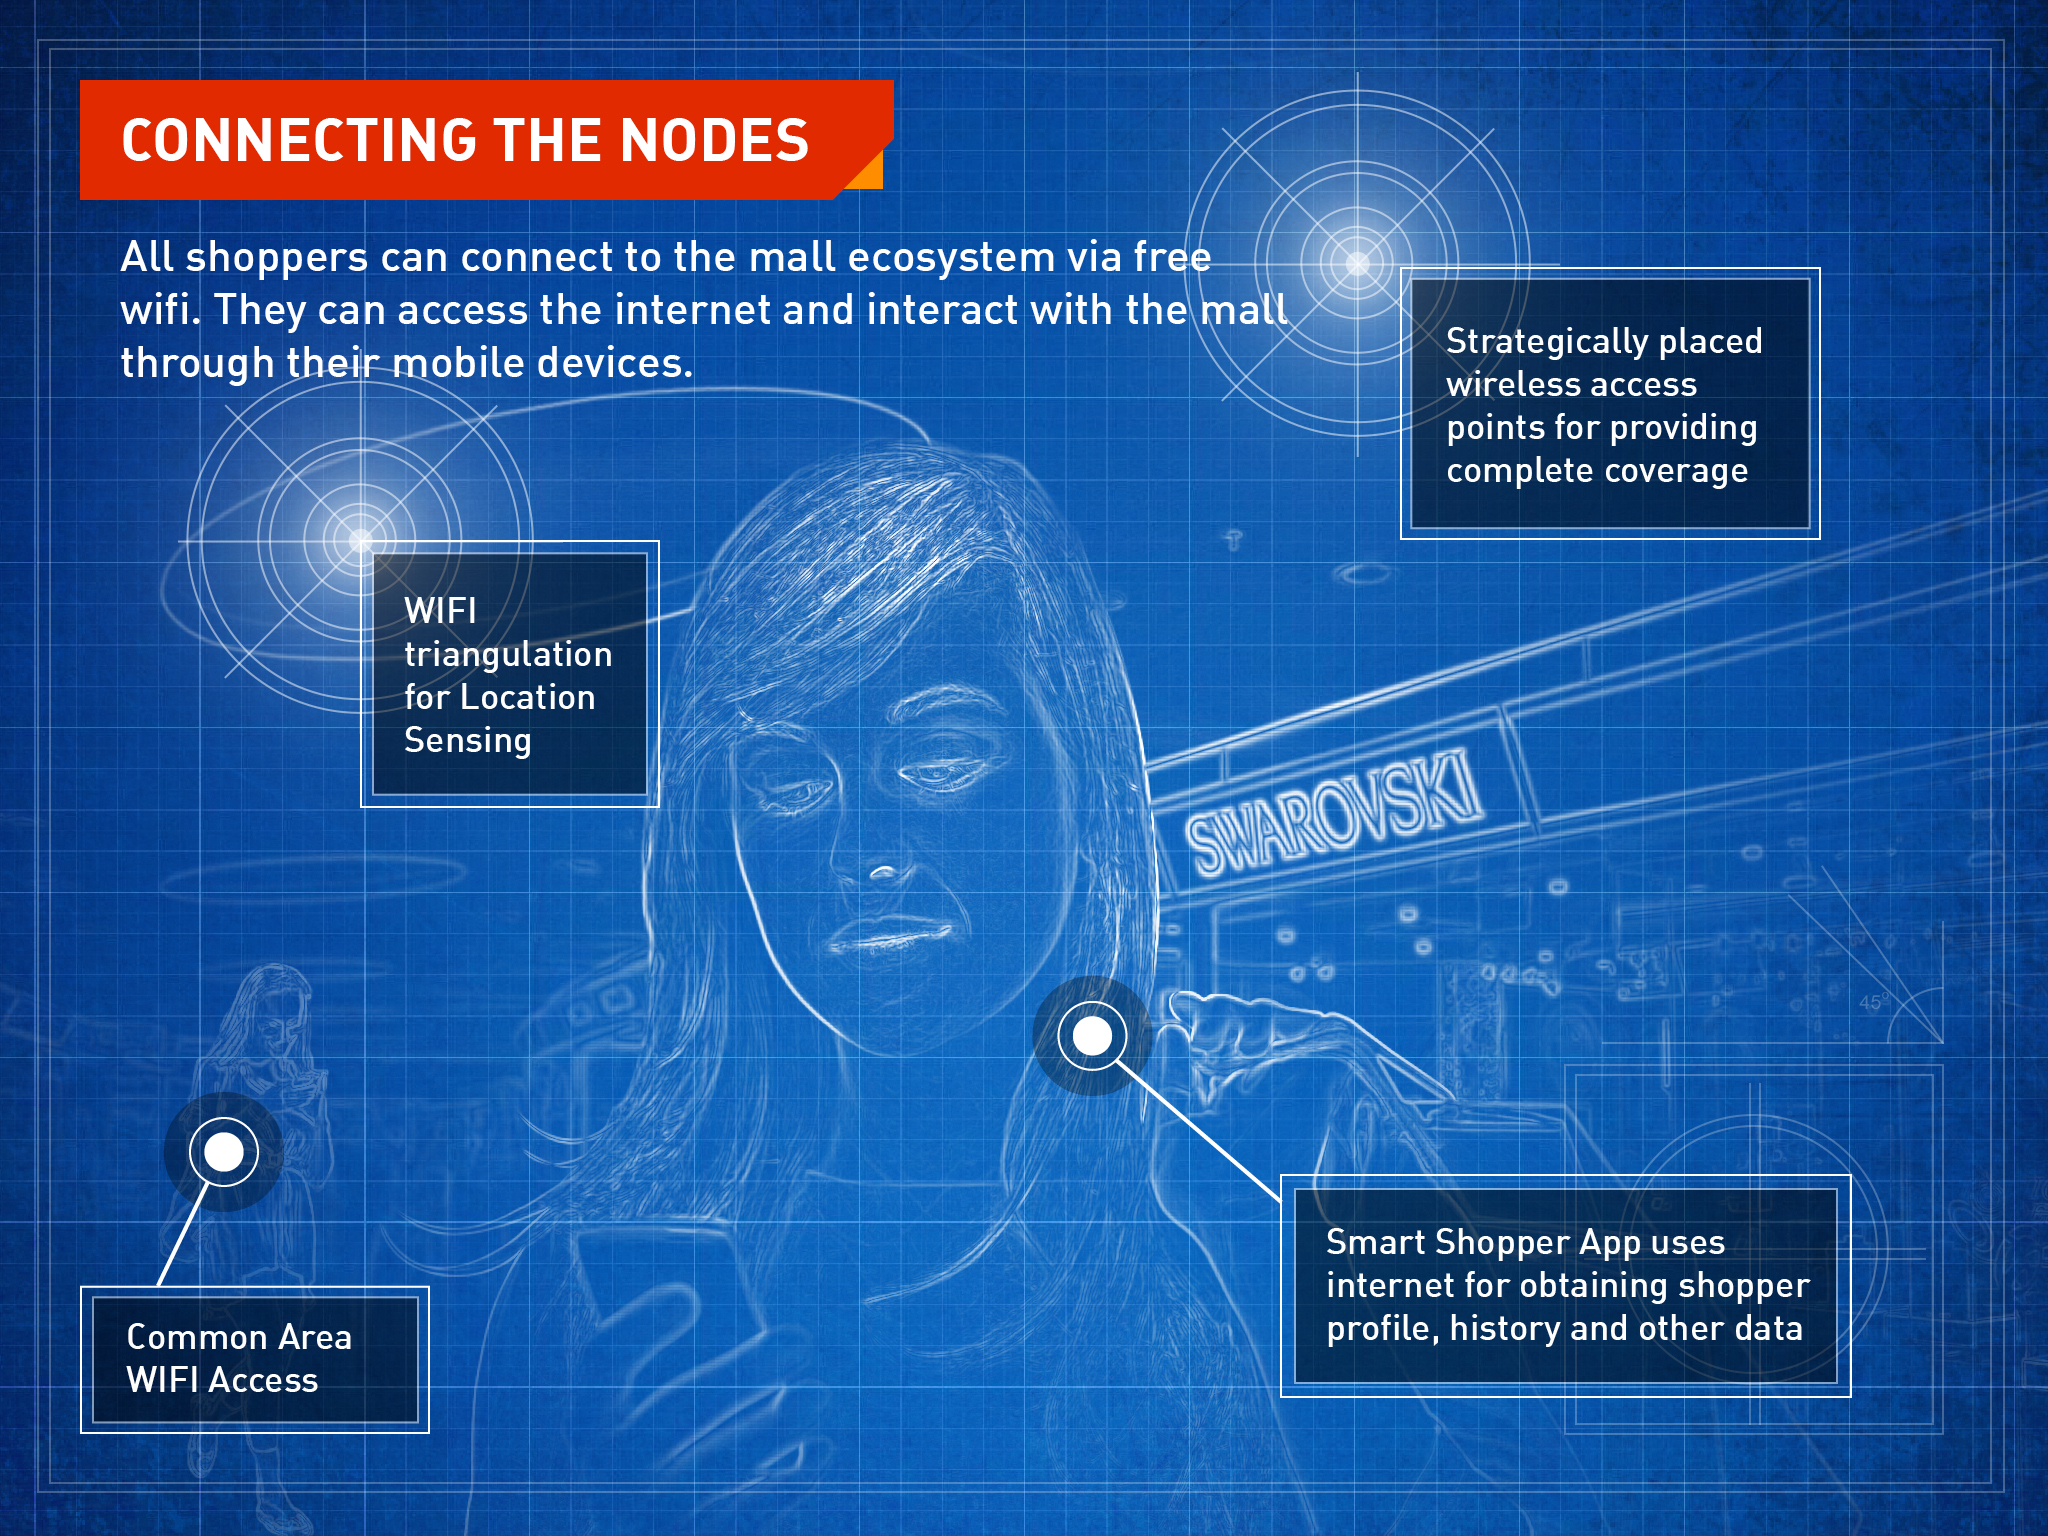 CONNECTING THE NODES
All shoppers can connect to the mall ecosystem via free
wifi. They can access the internet and interact with the mall
through their mobile devices.
Strategically placed
wireless access
points for providing
complete coverage
WIFI
triangulation
for Location
Sensing
SWAROVSKI
45º
Smart Shopper App uses
internet for obtaining shopper
profile, history and other data
Common Area
WIFI Access